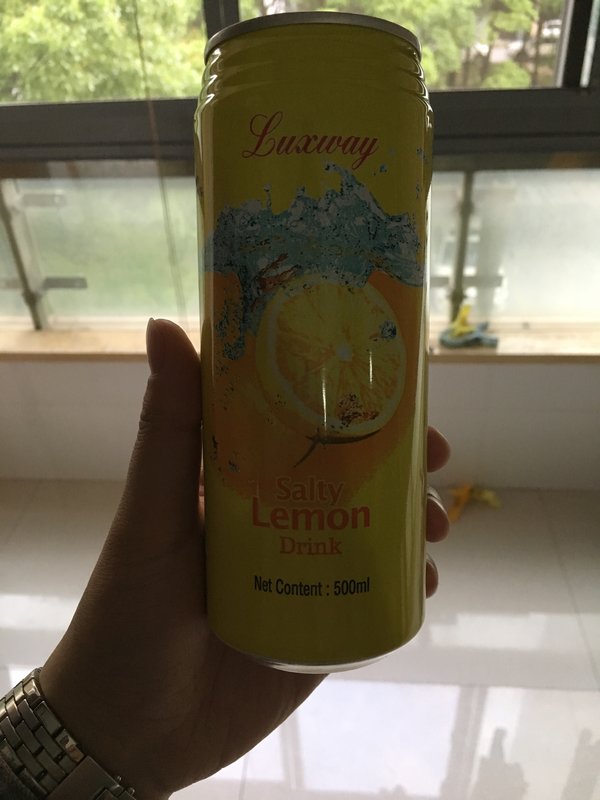 Luxway
Salty
Lemon
Drink
Net Content : 500ml